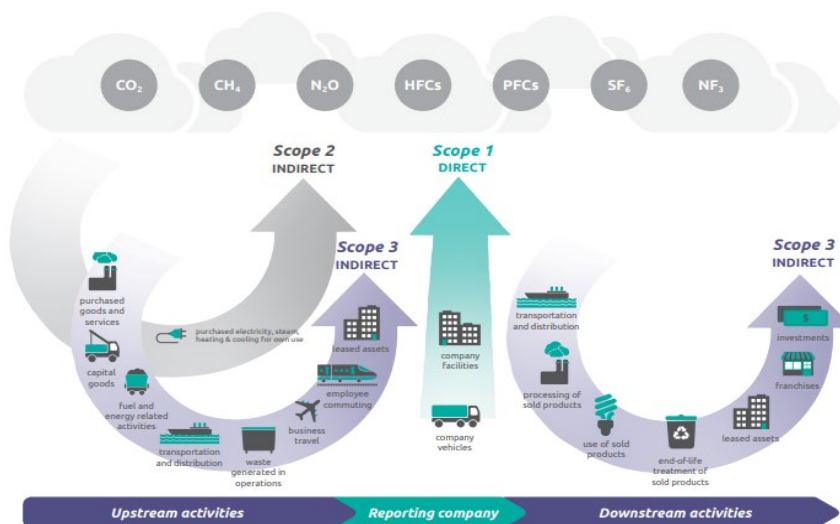 CO₂
CH₄
N₂O
HFCs
PFCs
SF₆
NF₃
Scope 2
INDIRECT
Scope 1
DIRECT
Scope 3
INDIRECT
Scope 3
INDIRECT
purchased
goods and
services
capital
goods
fuel and
energy related
activities
transportation
and distribution
waste
generated in
operations
business
travel
employee
commuting
leased assets
purchased electricity, steam,
heating & cooling for own use
company
facilities
company
vehicles
transportation
and distribution
processing of
sold products
use of sold
products
end-of-life
treatment of
sold products
leased assets
franchises
$
investments
Upstream activities
Reporting company
Downstream activities